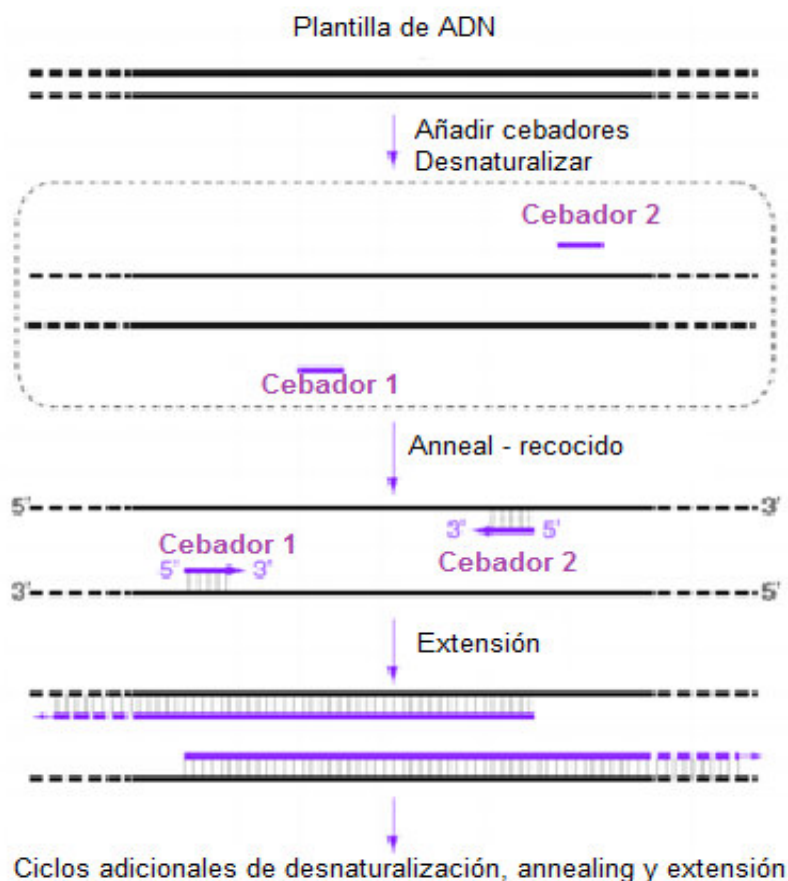 Plantilla de ADN
Añadir cebadores
Desnaturalizar
Cebador 2
Cebador 1
Anneal - recocido
5' 3'
3' 5'
Cebador 1
Cebador 2
5' 3'
3' 5'
Extensión
Ciclos adicionales de desnaturalización, annealing y extensión